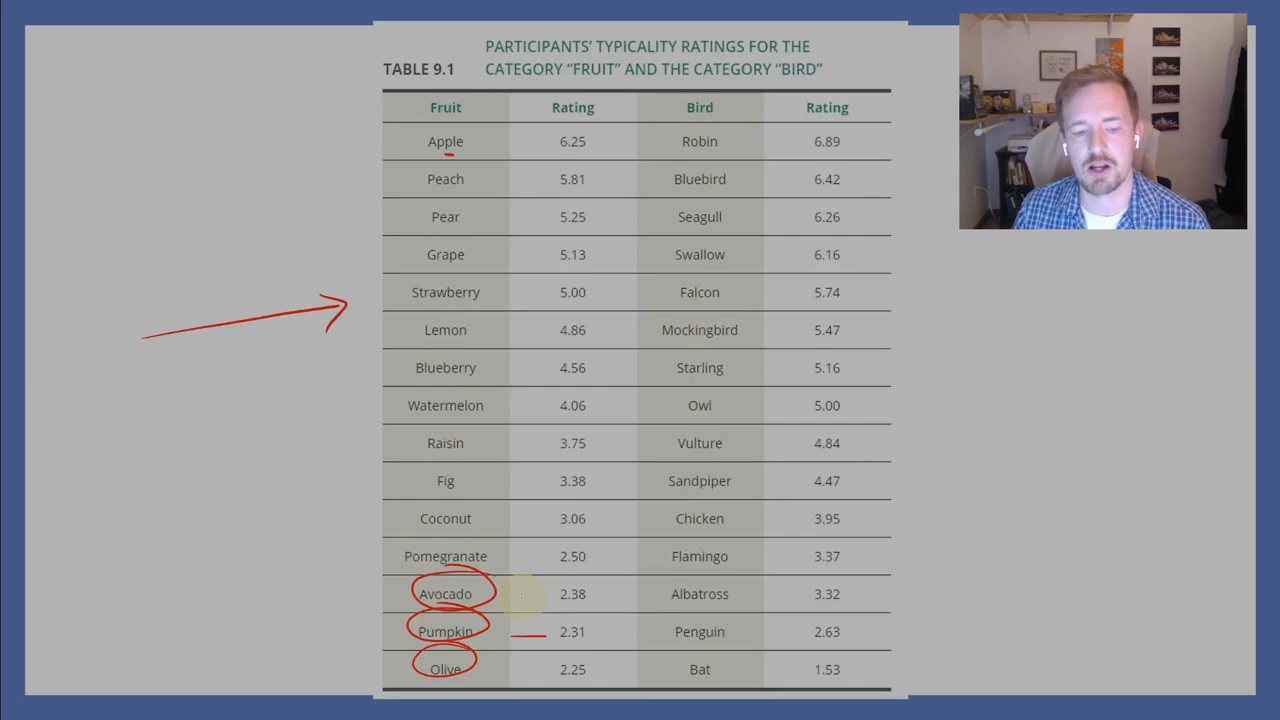 PARTICIPANTS’ TYPICALITY RATINGS FOR THE
TABLE 9.1 CATEGORY “FRUIT” AND THE CATEGORY “BIRD”
Fruit Rating Bird Rating
Apple 6.25 Robin 6.89
Peach 5.81 Bluebird 6.42
Pear 5.25 Seagull 6.26
Grape 5.13 Swallow 6.16
Strawberry 5.00 Falcon 5.74
Lemon 4.86 Mockingbird 5.47
Blueberry 4.56 Starling 5.16
Watermelon 4.06 Owl 5.00
Raisin 3.75 Vulture 4.84
Fig 3.38 Sandpiper 4.47
Coconut 3.06 Chicken 3.95
Pomegranate 2.50 Flamingo 3.37
Avocado 2.38 Albatross 3.32
Pumpkin 2.31 Penguin 2.63
Olive 2.25 Bat 1.53